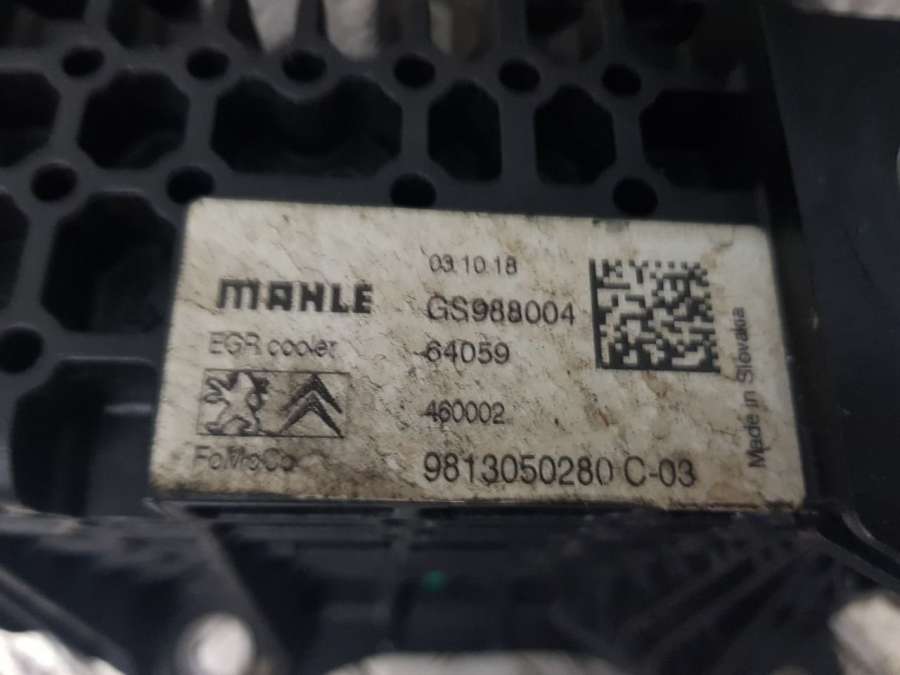 03.10.18
MAHLE
GS988004
EGR cooler
64059
460002
FoMoCo
9813050280 C-03
Made in Slovakia